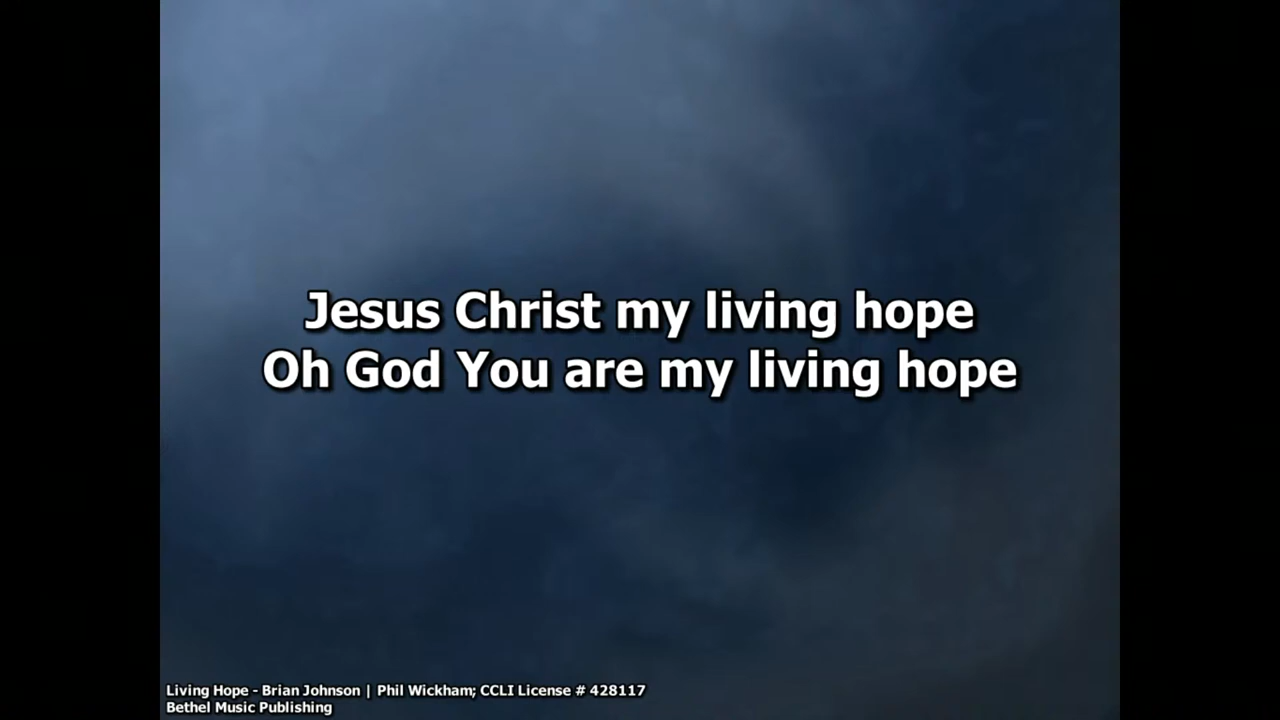 Jesus Christ my living hope
Oh God You are my living hope
Living Hope - Brian Johnson | Phil Wickham; CCLI License # 428117
Bethel Music Publishing